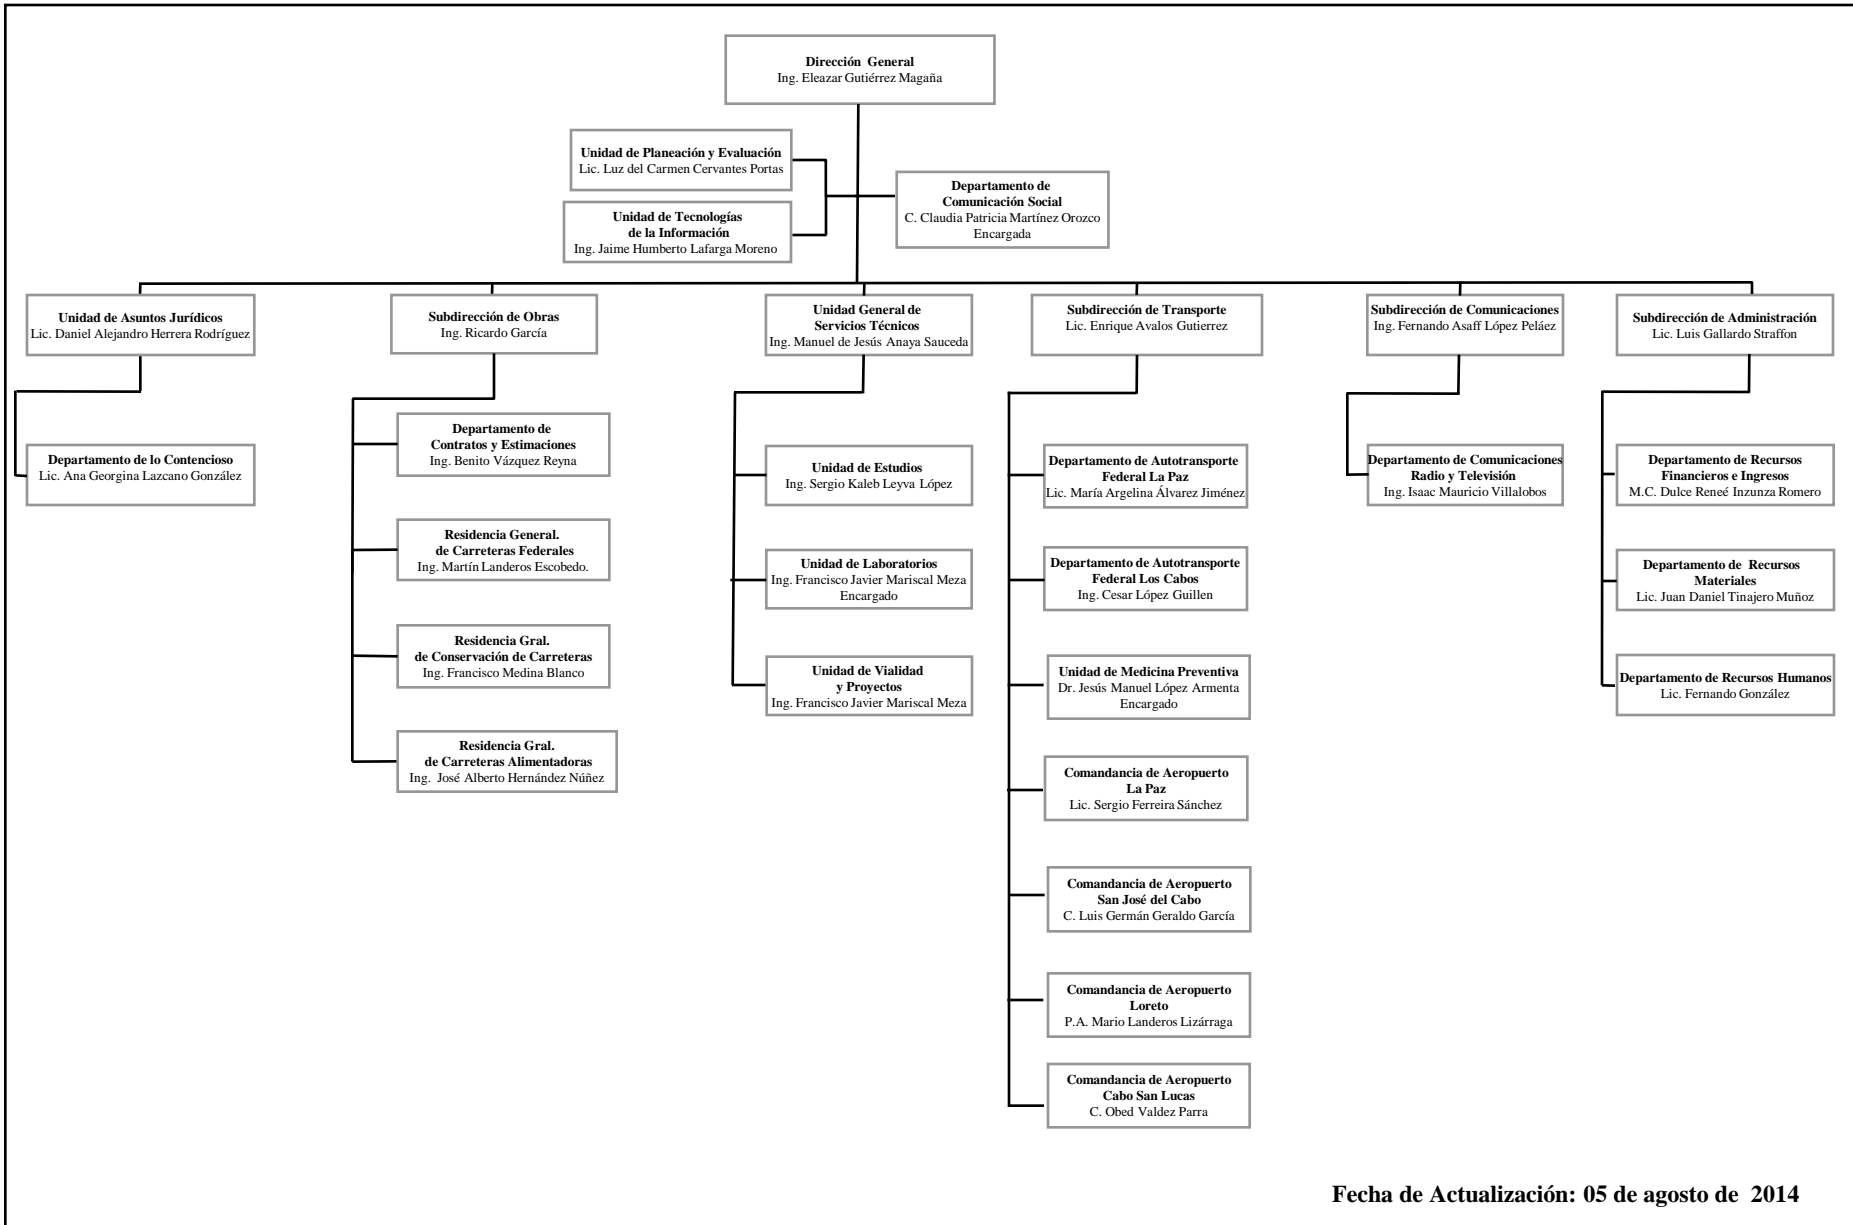 Dirección General
Ing. Eleazar Gutiérrez Magaña
Unidad de Planeación y Evaluación
Lic. Luz del Carmen Cervantes Portas
Unidad de Tecnologías
de la Información
Ing. Jaime Humberto Lafarga Moreno
Departamento de
Comunicación Social
C. Claudia Patricia Martínez Orozco
Encargada
Unidad de Asuntos Jurídicos
Lic. Daniel Alejandro Herrera Rodríguez
Departamento de lo Contencioso
Lic. Ana Georgina Lazcano González
Subdirección de Obras
Ing. Ricardo García
Departamento de
Contratos y Estimaciones
Ing. Benito Vázquez Reyna
Residencia General.
de Carreteras Federales
Ing. Martín Landeros Escobedo.
Residencia Gral.
de Conservación de Carreteras
Ing. Francisco Medina Blanco
Residencia Gral.
de Carreteras Alimentadoras
Ing. José Alberto Hernández Núñez
Unidad General de
Servicios Técnicos
Ing. Manuel de Jesús Anaya Sauceda
Unidad de Estudios
Ing. Sergio Kaleb Leyva López
Unidad de Laboratorios
Ing. Francisco Javier Mariscal Meza
Encargado
Unidad de Vialidad
y Proyectos
Ing. Francisco Javier Mariscal Meza
Subdirección de Transporte
Lic. Enrique Avalos Gutierrez
Departamento de Autotransporte
Federal La Paz
Lic. María Argelina Álvarez Jiménez
Departamento de Autotransporte
Federal Los Cabos
Ing. Cesar López Guillen
Unidad de Medicina Preventiva
Dr. Jesús Manuel López Armenta
Encargado
Comandancia de Aeropuerto
La Paz
Lic. Sergio Ferreira Sánchez
Comandancia de Aeropuerto
San José del Cabo
C. Luis Germán Geraldo García
Comandancia de Aeropuerto
Loreto
P.A. Mario Landeros Lizárraga
Comandancia de Aeropuerto
Cabo San Lucas
C. Obed Valdez Parra
Subdirección de Comunicaciones
Ing. Fernando Asaff López Peláez
Departamento de Comunicaciones
Radio y Televisión
Ing. Isaac Mauricio Villalobos
Subdirección de Administración
Lic. Luis Gallardo Straffon
Departamento de Recursos
Financieros e Ingresos
M.C. Dulce Reneé Inzunza Romero
Departamento de Recursos
Materiales
Lic. Juan Daniel Tinajero Muñoz
Departamento de Recursos Humanos
Lic. Fernando González
Fecha de Actualización: 05 de agosto de 2014